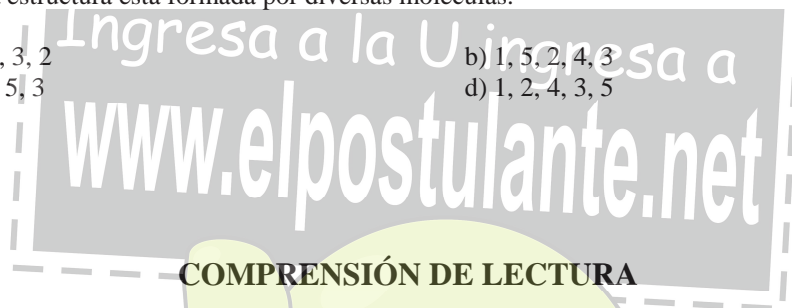 estructura está formada por diversas moléculas.
Ingresa a la U ingresa a
, 3, 2 b) 1, 5, 2, 4, 3
5, 3 d) 1, 2, 4, 3, 5
www.elpostulante.net
COMPRENSIÓN DE LECTURA